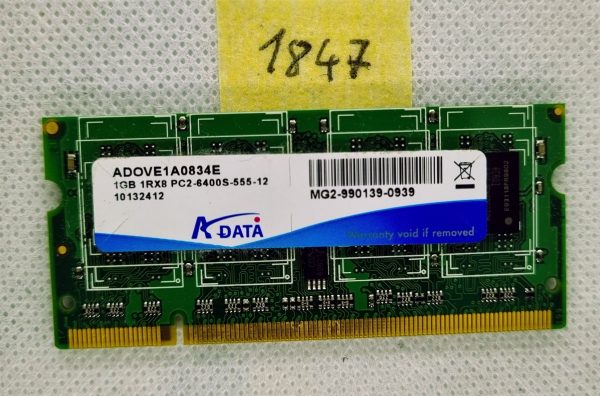 1847
ADOVE1A0834E
1GB 1RX8 PC2-6400S-555-12
10132412
MG2-990139-0939
ADATA
Warranty void if removed